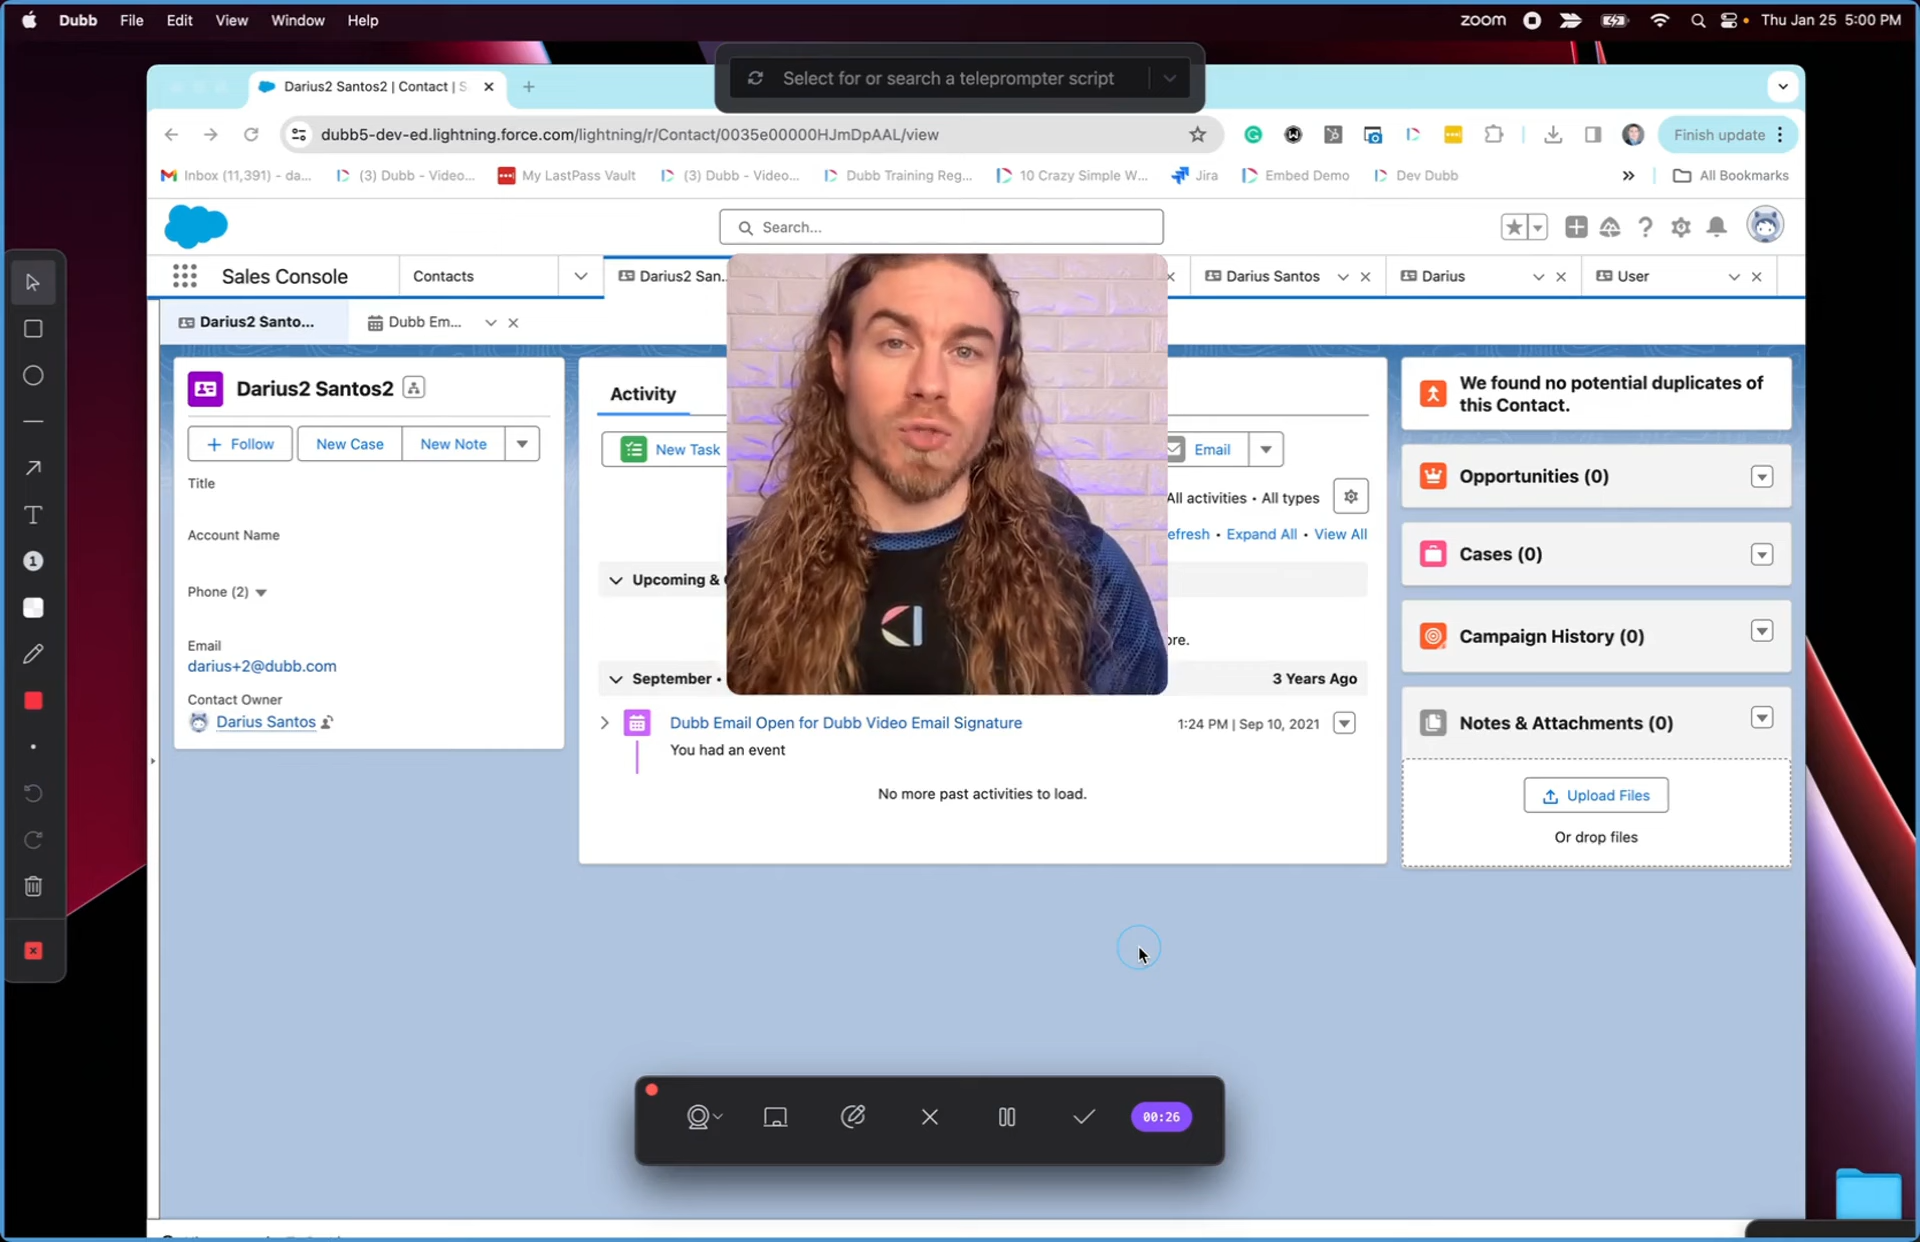 Dubb File Edit View Window Help zoom Thu Jan 25 5:00 PM
Select for or search a teleprompter script
Darius2 Santos2 | Contact | S
dubb5-dev-ed.lightning.force.com/lightning/r/Contact/0035e00000HJmDpAAL/view
Finish update
Inbox (11,391) - da... (3) Dubb - Video... My LastPass Vault (3) Dubb - Video... Dubb Training Reg... 10 Crazy Simple W... Jira Embed Demo Dev Dubb » All Bookmarks
Search...
Sales Console Contacts Darius2 San... Darius Santos Darius User
Darius2 Santo... Dubb Em...
Darius2 Santos2
+ Follow New Case New Note
Title
Account Name
Phone (2)
Email
darius+2@dubb.com
Contact Owner
Darius Santos
Activity
New Task Email
All activities • All types
efresh • Expand All • View All
Upcoming &
ore.
September • 3 Years Ago
Dubb Email Open for Dubb Video Email Signature 1:24 PM | Sep 10, 2021
You had an event
No more past activities to load.
We found no potential duplicates of
this Contact.
Opportunities (0)
Cases (0)
Campaign History (0)
Notes & Attachments (0)
Upload Files
Or drop files
1
00:26